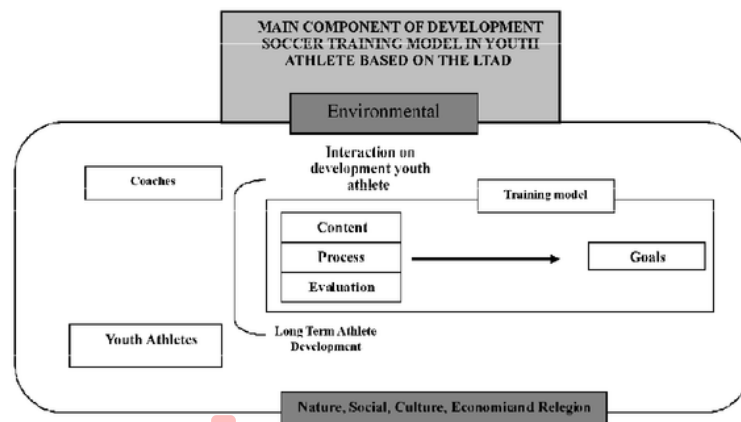 MAIN COMPONENT OF DEVELOPMENT
SOCCER TRAINING MODEL IN YOUTH
ATHLETE BASED ON THE LTAD
Environmental
Interaction on
development youth
athlete
Coaches
Training model
Content
Process
Evaluation
Goals
Long Term Athlete
Development
Youth Athletes
Nature, Social, Culture, Economicand Relegion